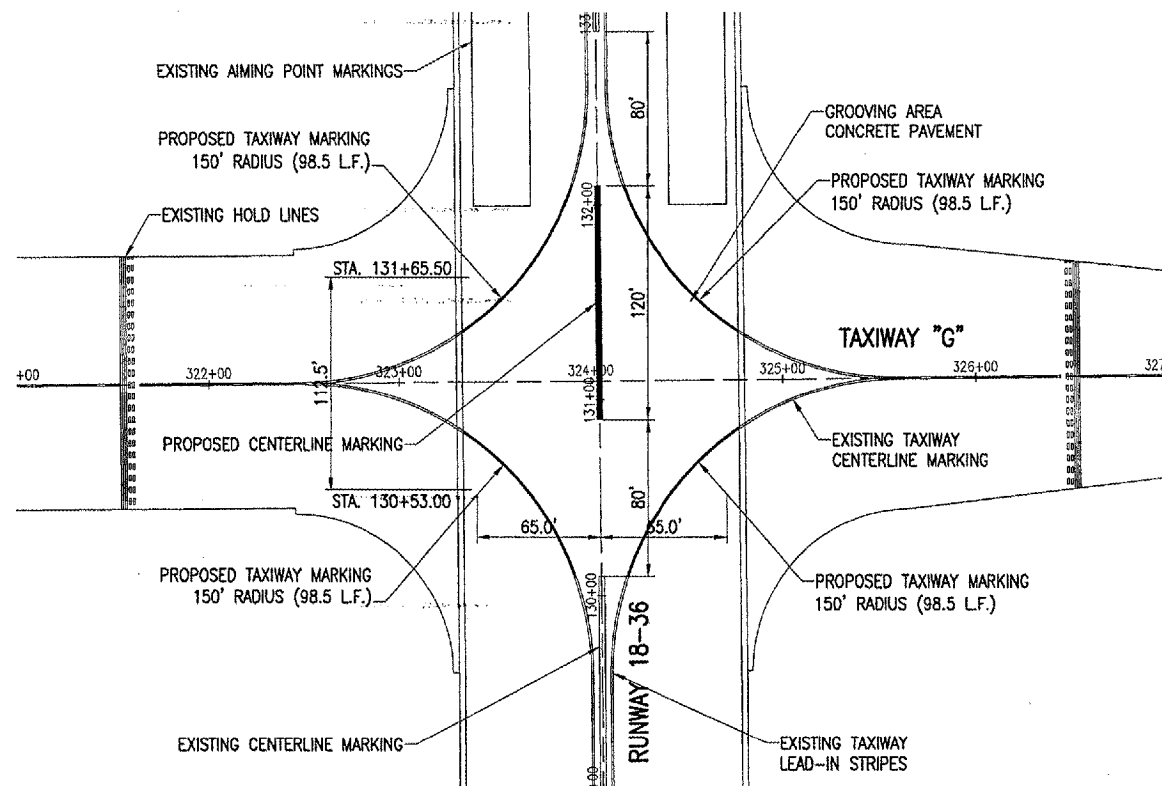 EXISTING AIMING POINT MARKINGS
PROPOSED TAXIWAY MARKING
150' RADIUS (98.5 L.F.)
EXISTING HOLD LINES
STA. 131+65.50
133
80'
GROOVING AREA
CONCRETE PAVEMENT
PROPOSED TAXIWAY MARKING
150' RADIUS (98.5 L.F.)
132+00
120'
TAXIWAY "G"
+00
322+00
323+00
324+00
325+00
326+00
327
112.5'
131+00
PROPOSED CENTERLINE MARKING
EXISTING TAXIWAY
CENTERLINE MARKING
STA. 130+53.00
80'
65.0'
65.0'
PROPOSED TAXIWAY MARKING
150' RADIUS (98.5 L.F.)
130+00
PROPOSED TAXIWAY MARKING
150' RADIUS (98.5 L.F.)
RUNWAY 18-36
EXISTING CENTERLINE MARKING
EXISTING TAXIWAY
LEAD-IN STRIPES
+00